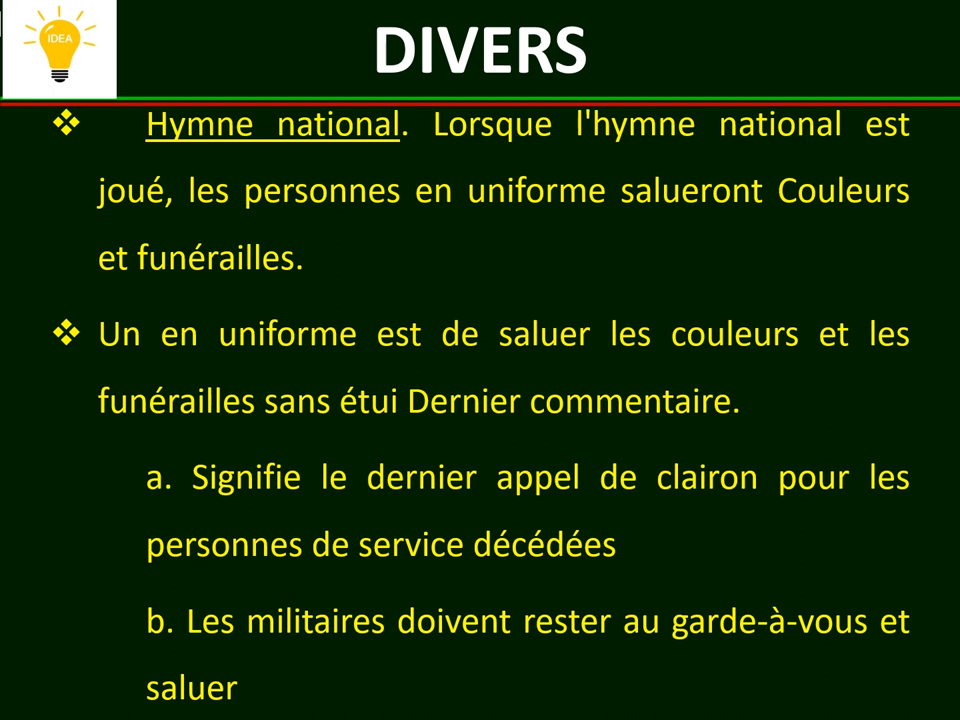 IDEA
DIVERS
❖ Hymne national. Lorsque l'hymne national est
joué, les personnes en uniforme salueront Couleurs
et funérailles.
❖ Un en uniforme est de saluer les couleurs et les
funérailles sans étui Dernier commentaire.
a. Signifie le dernier appel de clairon pour les
personnes de service décédées
b. Les militaires doivent rester au garde-à-vous et
saluer